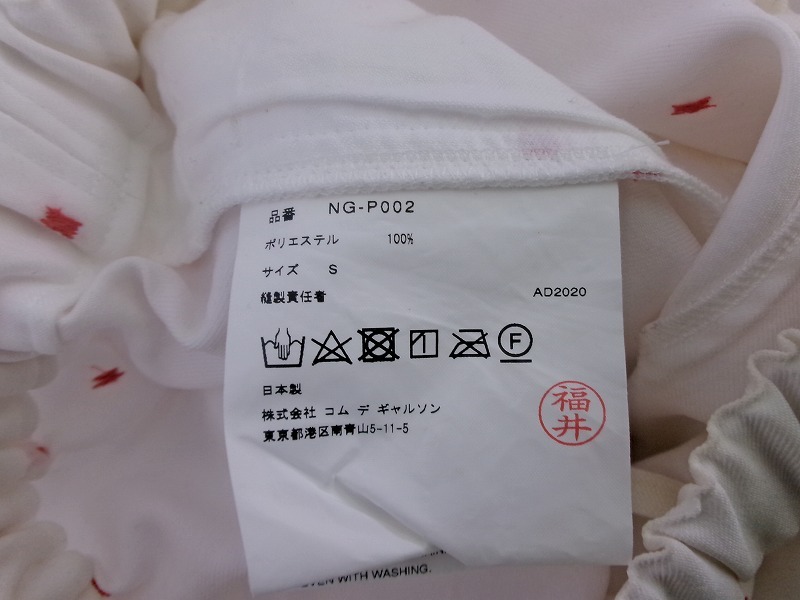 品番 NG-P002
ポリエステル 100%
サイズ S
縫製責任者 AD2020
F
日本製
株式会社 コム デ ギャルソン
東京都港区南青山5-11-5
福井
WITH WASHING.